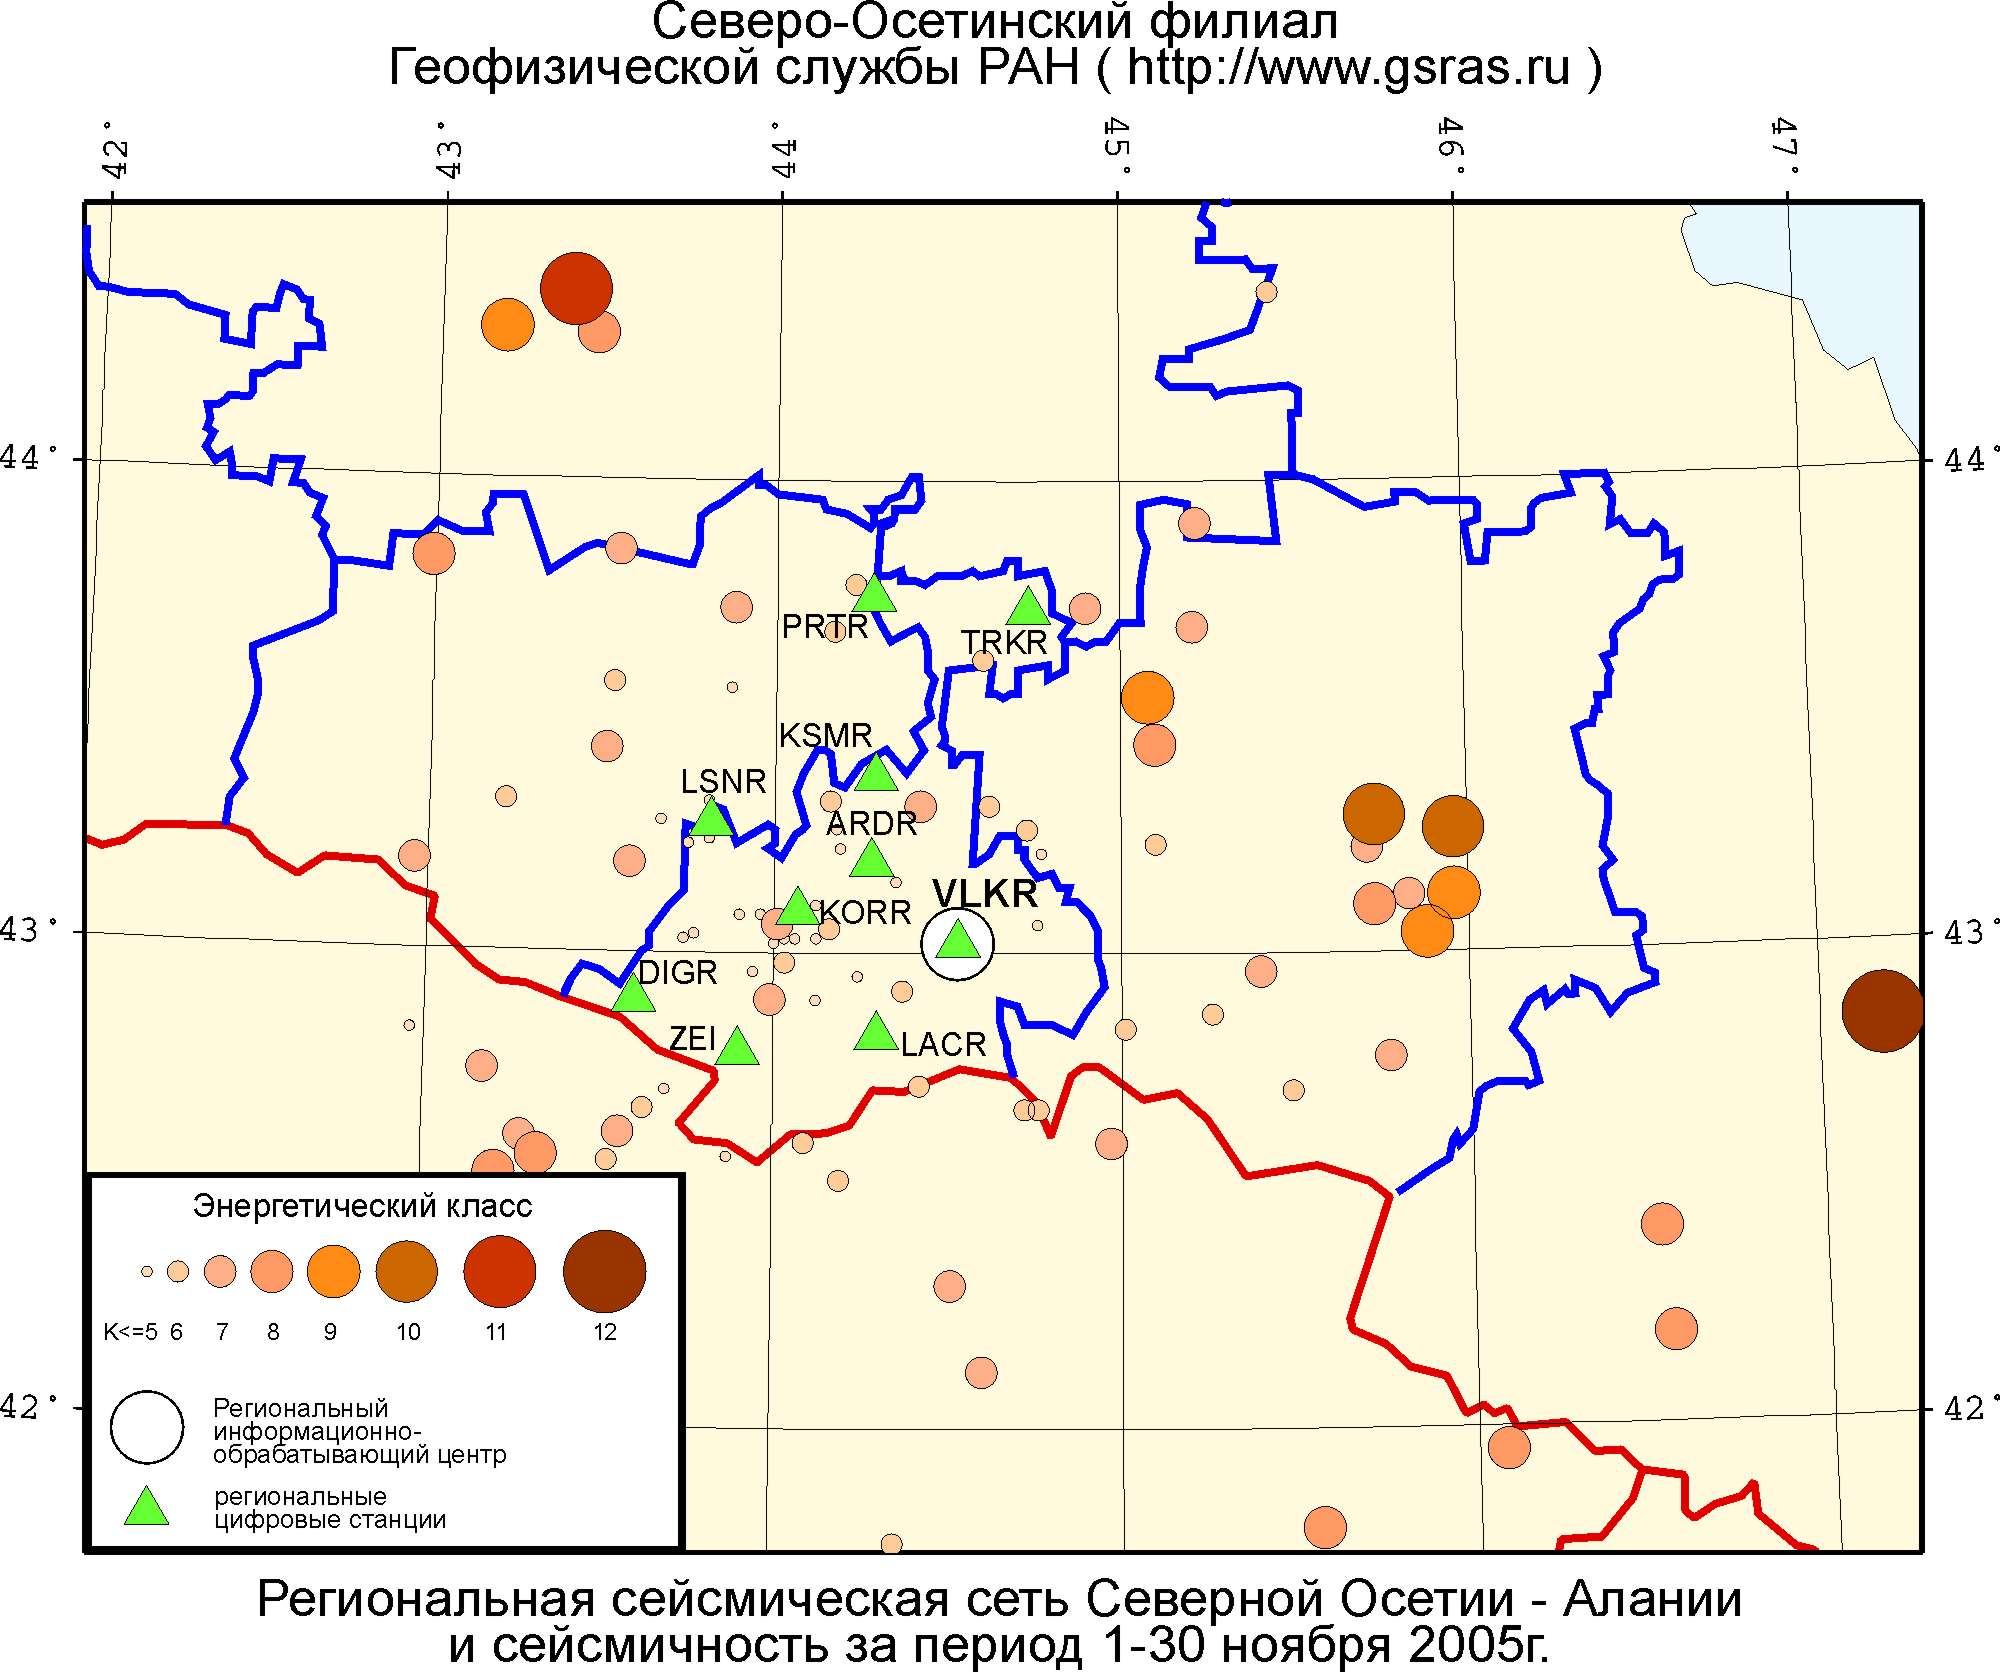 Северо-Осетинский филиал
Геофизической службы РАН ( http://www.gsras.ru )
42°
43°
44°
45°
46°
47°
44°
44°
PRTR
TRKR
KSMR
LSNR
ARDR
VLKR
KORR
43°
43°
DIGR
ZEI
LACR
Энергетический класс
K<=5 6 7 8 9 10 11 12
42°
42°
Региональный
информационно-
обрабатывающий центр
региональные
цифровые станции
Региональная сейсмическая сеть Северной Осетии - Алании
и сейсмичность за период 1-30 ноября 2005г.